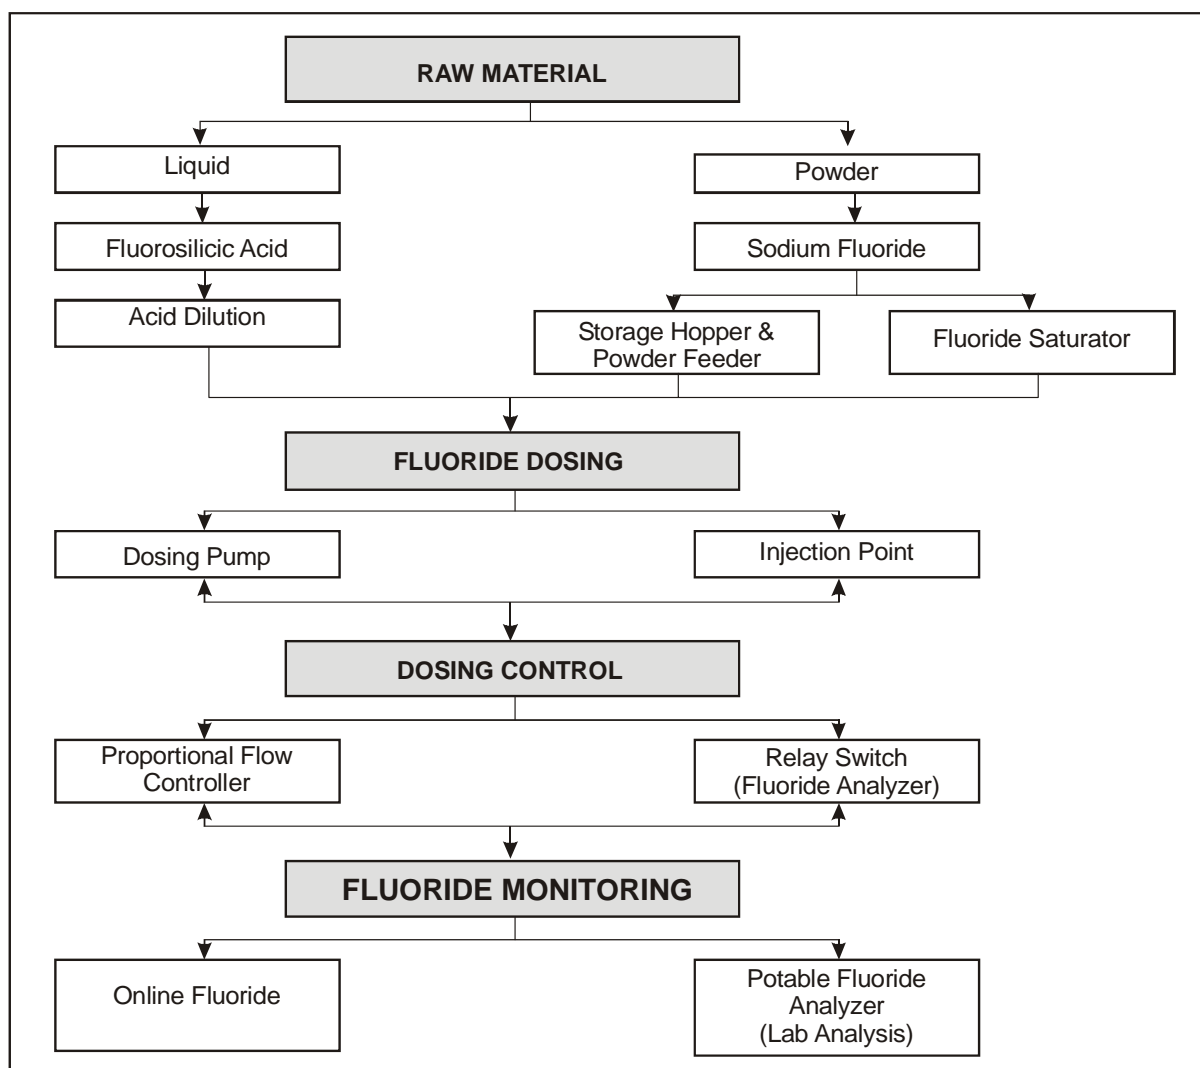 RAW MATERIAL
Liquid
Powder
Fluorosilicic Acid
Sodium Fluoride
Acid Dilution
Storage Hopper &
Powder Feeder
Fluoride Saturator
FLUORIDE DOSING
Dosing Pump
Injection Point
DOSING CONTROL
Proportional Flow
Controller
Relay Switch
(Fluoride Analyzer)
FLUORIDE MONITORING
Online Fluoride
Potable Fluoride
Analyzer
(Lab Analysis)